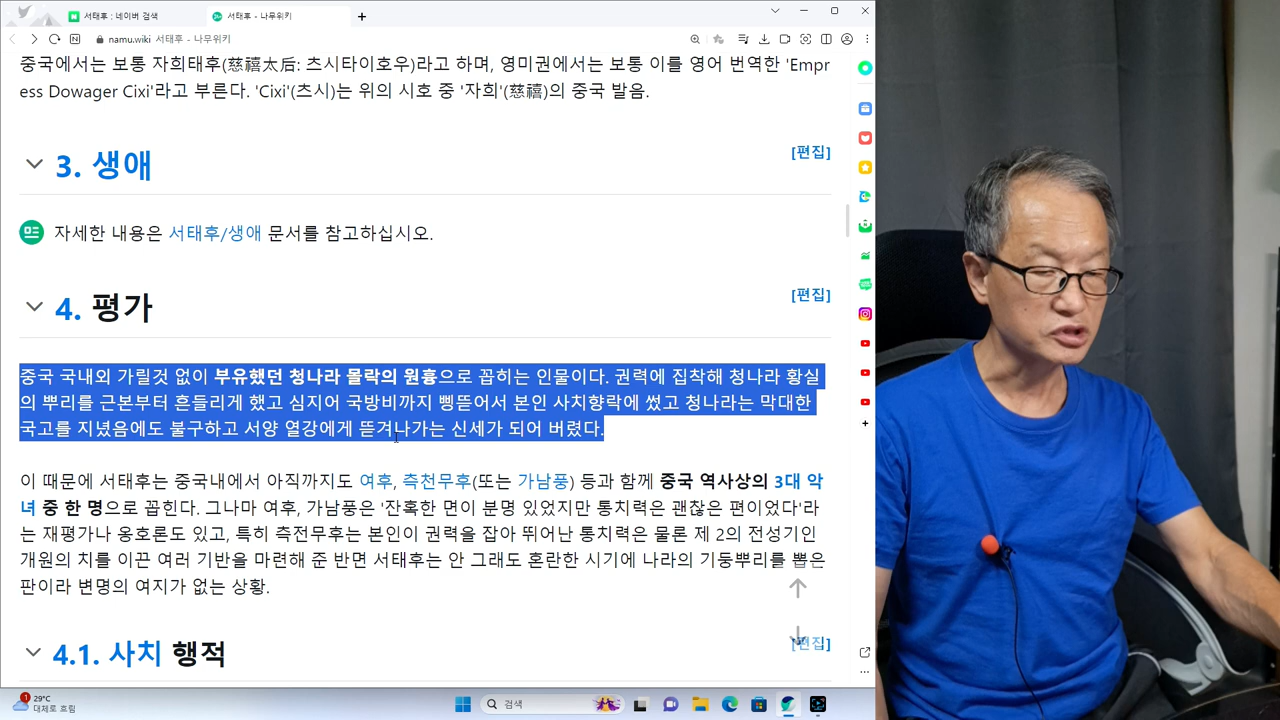 서태후 : 네이버 검색
서태후 - 나무위키
namu.wiki 서태후 - 나무위키
중국에서는 보통 자희태후(慈禧太后: 츠시타이호우)라고 하며, 영미권에서는 보통 이를 영어 번역한 'Empr
ess Dowager Cixi'라고 부른다. 'Cixi'(츠시)는 위의 시호 중 '자희'(慈禧)의 중국 발음.
3. 생애
[편집]
자세한 내용은 서태후/생애 문서를 참고하십시오.
4. 평가
[편집]
중국 국내외 가릴것 없이 부유했던 청나라 몰락의 원흉으로 꼽히는 인물이다. 권력에 집착해 청나라 황실
의 뿌리를 근본부터 흔들리게 했고 심지어 국방비까지 삥뜯어서 본인 사치향락에 썼고 청나라는 막대한
국고를 지녔음에도 불구하고 서양 열강에게 뜯겨나가는 신세가 되어 버렸다.
이 때문에 서태후는 중국내에서 아직까지도 여후, 측천무후(또는 가남풍) 등과 함께 중국 역사상의 3대 악
녀 중 한 명으로 꼽힌다. 그나마 여후, 가남풍은 '잔혹한 면이 분명 있었지만 통치력은 괜찮은 편이었다'라
는 재평가나 옹호론도 있고, 특히 측천무후는 본인이 권력을 잡아 뛰어난 통치력은 물론 제 2의 전성기인
개원의 치를 이끈 여러 기반을 마련해 준 반면 서태후는 안 그래도 혼란한 시기에 나라의 기둥뿌리를 뽑은
판이라 변명의 여지가 없는 상황.
4.1. 사치 행적
[편집]
1
29°C
대체로 흐림
검색